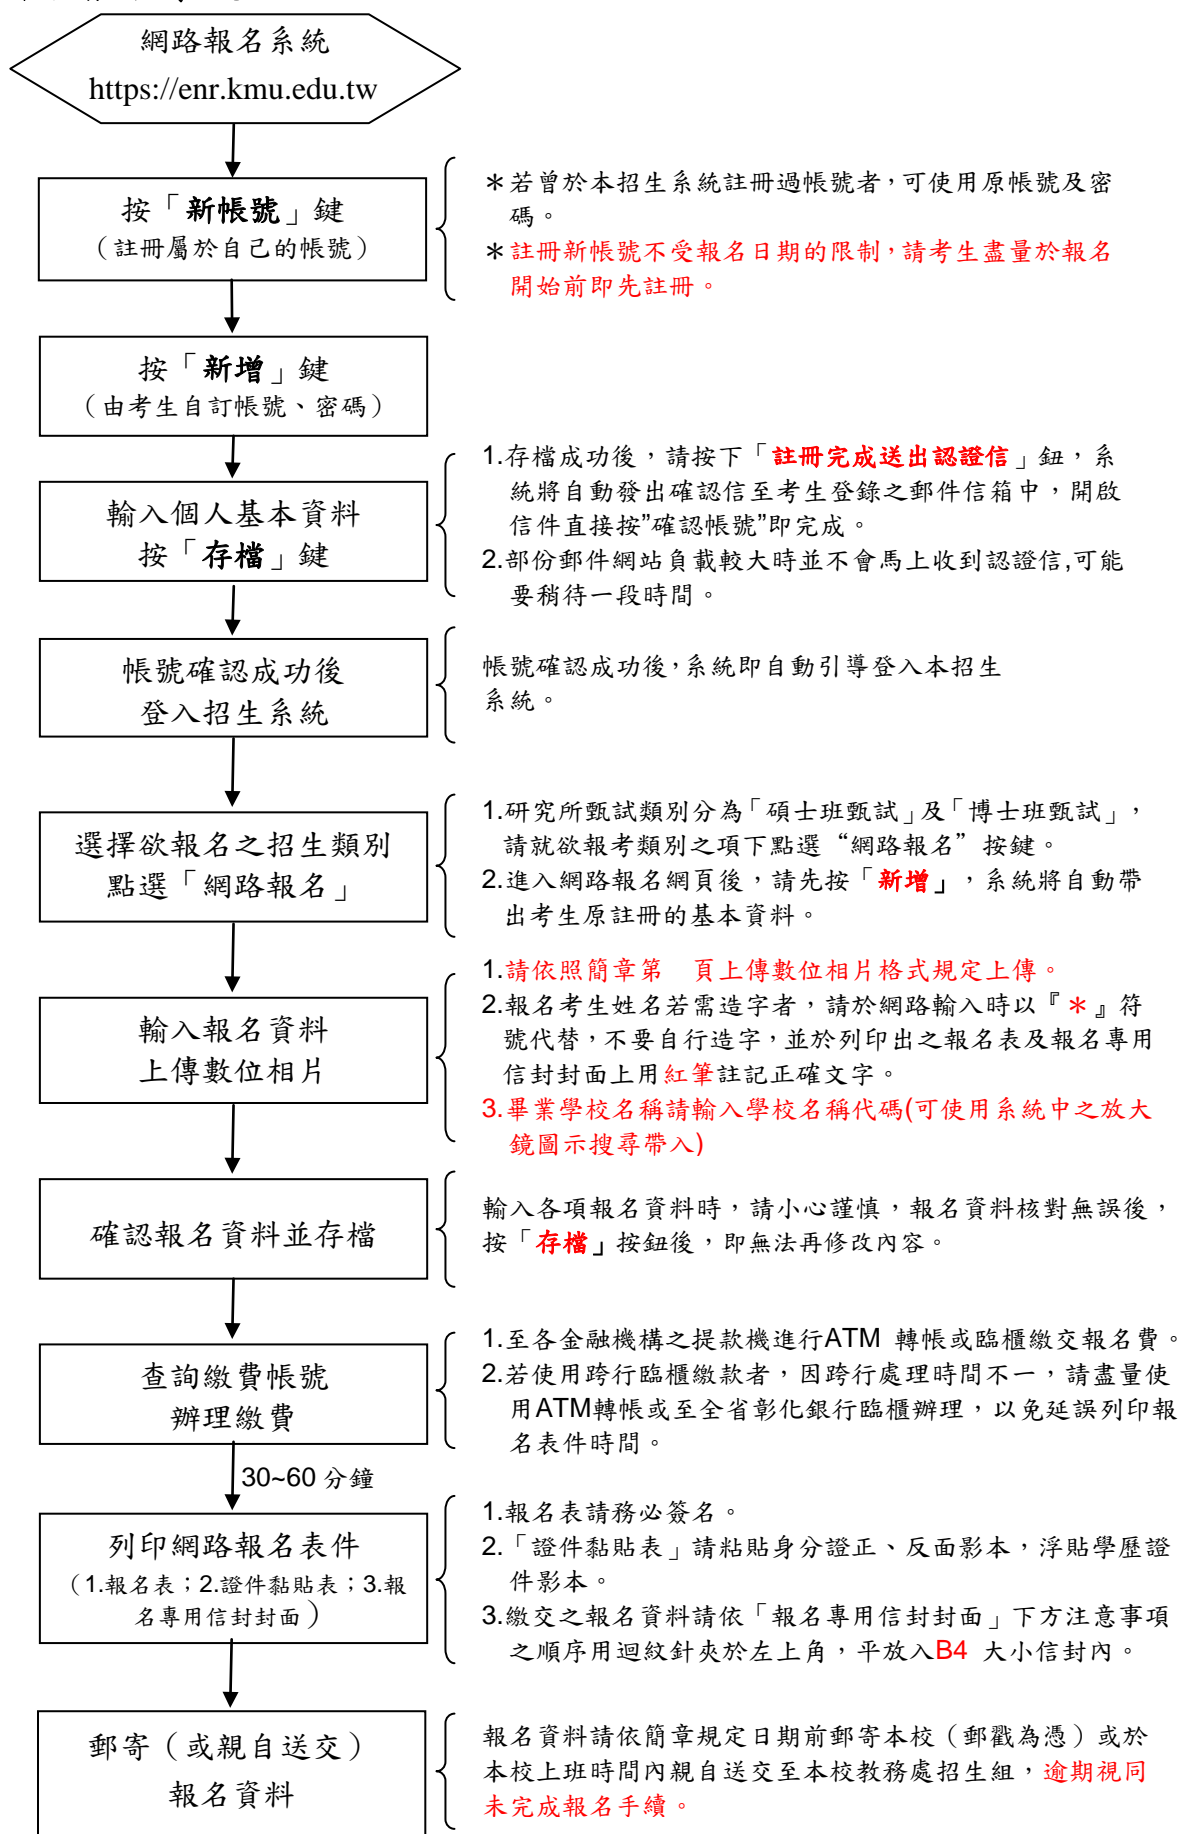 網路報名系統
https://enr.kmu.edu.tw
按「新帳號」鍵
（註冊屬於自己的帳號）
＊若曾於本招生系統註冊過帳號者，可使用原帳號及密
碼。
＊註冊新帳號不受報名日期的限制，請考生盡量於報名
開始前即先註冊。
按「新增」鍵
（由考生自訂帳號、密碼）
輸入個人基本資料
按「存檔」鍵
1.存檔成功後，請按下「註冊完成送出認證信」鈕，系
統將自動發出確認信至考生登錄之郵件信箱中，開啟
信件直接按”確認帳號”即完成。
2.部份郵件網站負載較大時並不會馬上收到認證信,可能
要稍待一段時間。
帳號確認成功後
登入招生系統
帳號確認成功後，系統即自動引導登入本招生
系統。
選擇欲報名之招生類別
點選「網路報名」
1.研究所甄試類別分為「碩士班甄試」及「博士班甄試」，
請就欲報考類別之項下點選“網路報名”按鍵。
2.進入網路報名網頁後，請先按「新增」，系統將自動帶
出考生原註冊的基本資料。
輸入報名資料
上傳數位相片
1.請依照簡章第　頁上傳數位相片格式規定上傳。
2.報名考生姓名若需造字者，請於網路輸入時以『＊』符
號代替，不要自行造字，並於列印出之報名表及報名專用
信封封面上用紅筆註記正確文字。
3.畢業學校名稱請輸入學校名稱代碼(可使用系統中之放大
鏡圖示搜尋帶入)
確認報名資料並存檔
輸入各項報名資料時，請小心謹慎，報名資料核對無誤後，
按「存檔」按鈕後，即無法再修改內容。
查詢繳費帳號
辦理繳費
1.至各金融機構之提款機進行ATM 轉帳或臨櫃繳交報名費。
2.若使用跨行臨櫃繳款者，因跨行處理時間不一，請盡量使
用ATM轉帳或至全省彰化銀行臨櫃辦理，以免延誤列印報
名表件時間。
30~60 分鐘
列印網路報名表件
（1.報名表；2.證件黏貼表；3.報
名專用信封封面）
1.報名表請務必簽名。
2.「證件黏貼表」請粘貼身分證正、反面影本，浮貼學歷證
件影本。
3.繳交之報名資料請依「報名專用信封封面」下方注意事項
之順序用迴紋針夾於左上角，平放入B4 大小信封內。
郵寄（或親自送交）
報名資料
報名資料請依簡章規定日期前郵寄本校（郵戳為憑）或於
本校上班時間內親自送交至本校教務處招生組，逾期視同
未完成報名手續。